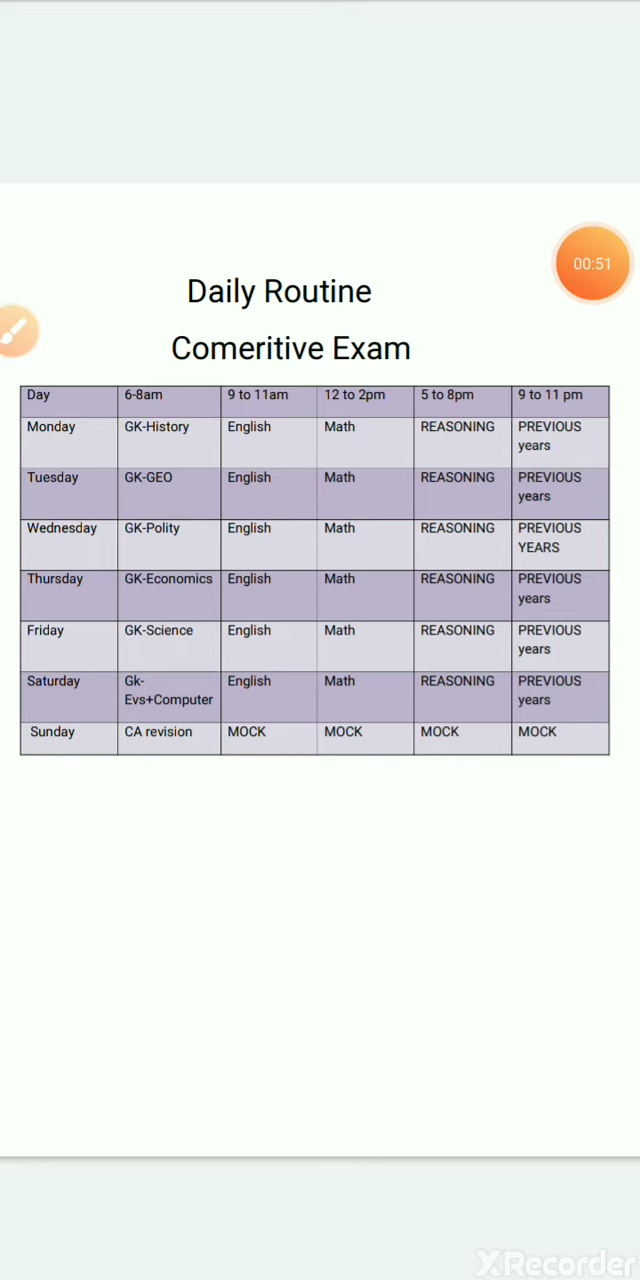 00:51
Daily Routine
Comeritive Exam
Day 6-8am 9 to 11am 12 to 2pm 5 to 8pm 9 to 11 pm
Monday GK-History English Math REASONING PREVIOUS
years
Tuesday GK-GEO English Math REASONING PREVIOUS
years
Wednesday GK-Polity English Math REASONING PREVIOUS
YEARS
Thursday GK-Economics English Math REASONING PREVIOUS
years
Friday GK-Science English Math REASONING PREVIOUS
years
Saturday Gk- English Math REASONING PREVIOUS
Evs+Computer years
Sunday CA revision MOCK MOCK MOCK MOCK
XRecorder